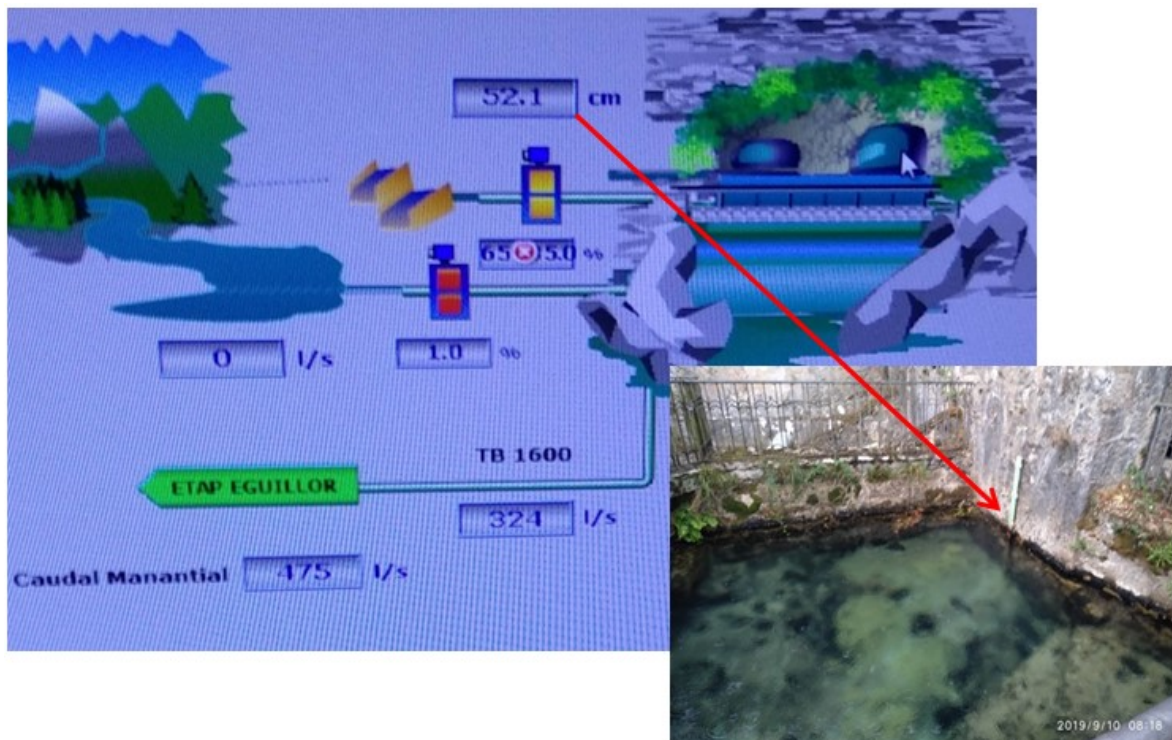 52.1 cm
65 5.0 %
0 l/s
1.0 %
TB 1600
ETAP EGUILLOR
324 l/s
Caudal Manantial 475 l/s
2019/9/10 08:18